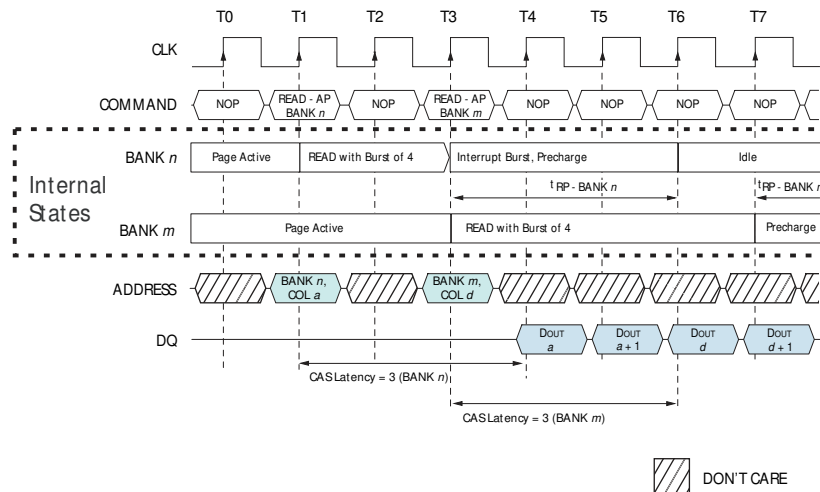 T0 T1 T2 T3 T4 T5 T6 T7
CLK
COMMAND NOP READ - AP BANK n NOP READ - AP BANK m NOP NOP NOP NOP
BANK n Page Active READ with Burst of 4 Interrupt Burst, Precharge Idle
tRP - BANK n tRP - BANK n
Internal
States
BANK m Page Active READ with Burst of 4 Precharge
ADDRESS BANK n, COL a BANK m, COL d
DQ DOUT a DOUT a + 1 DOUT d DOUT d + 1
CAS Latency = 3 (BANK n)
CAS Latency = 3 (BANK m)
DON'T CARE